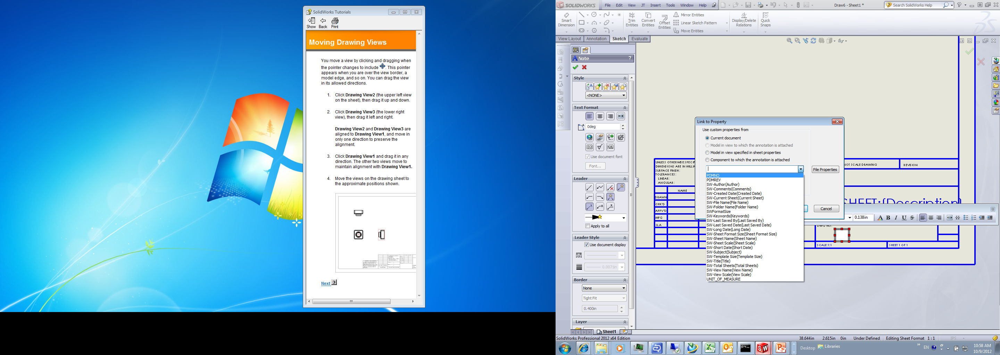 SolidWorks Tutorials
Show Back Print
Moving Drawing Views
You move a view by clicking and dragging when
the pointer changes to include . This pointer
appears when you are over the view border, a
model edge, and so on. You can drag the view
in its allowed directions.
1. Click Drawing View2 (the upper left view
on the sheet), then drag it up and down.
2. Click Drawing View3 (the lower right
view), then drag it left and right.
Drawing View2 and Drawing View3 are
aligned to Drawing View1, and move in
only one direction to preserve the
alignment.
3. Click Drawing View1 and drag it in any
direction. The other two views move to
maintain alignment with Drawing View1.
4. Move the views on the drawing sheet to
the approximate positions shown.
Next
SW SOLIDWORKS File Edit View JT Insert Tools Window Help Draw6 - Sheet1 * Search SolidWorks Help
Smart
Dimension
Trim
Entities
Convert
Entities
Offset
Entities
Mirror Entities
Linear Sketch Pattern
Move Entities
Display/Delete
Relations
Quick
Snaps
View Layout Annotation Sketch Evaluate
Note ?
Style
<NONE>
Text Format
0deg
Use document font
Font...
Leader
Apply to all
Leader Style
Use document display
0.0071in
Border
None
Tight Fit
0.400in
Layer
Link to Property
Use custom properties from
Current document
Model in view to which the annotation is attached
Model in view specified in sheet properties
Component to which the annotation is attached
File Properties
PDMNO
PDMREV
SW-Author(Author)
SW-Comments(Comments)
SW-Created Date(Created Date)
SW-Current Sheet(Current Sheet)
SW-File Name(File Name)
SW-Folder Name(Folder Name)
SWFormatSize
SW-Keywords(Keywords)
SW-Last Saved By(Last Saved By)
SW-Last Saved Date(Last Saved Date)
SW-Long Date(Long Date)
SW-Sheet Format Size(Sheet Format Size)
SW-Sheet Name(Sheet Name)
SW-Sheet Scale(Sheet Scale)
SW-Short Date(Short Date)
SW-Subject(Subject)
SW-Template Size(Template Size)
SW-Title(Title)
SW-Total Sheets(Total Sheets)
SW-View Name(View Name)
SW-View Scale(View Scale)
UNIT_OF_MEASURE
Cancel
UNLESS OTHERWISE SPECIF
DIMENSIONS ARE IN MILLIM
SURFACE FINISH:
TOLERANCES:
LINEAR:
ANGULAR:
NAME
DRAWN
CHK'D
APPV'D
MFG
Q.A
NOT SCALE DRAWING
REVISION
SHEET:{Description}
0.138in A B I U S
DWG NO.
SCALE:1:1
SHEET 1 OF 1
Sheet1
SolidWorks Professional 2012 x64 Edition 38.644in 2.615in 0in Under Defined Editing Sheet Format 1 : 1 IPS
Desktop Libraries EN 10:58 AM
10/9/2012